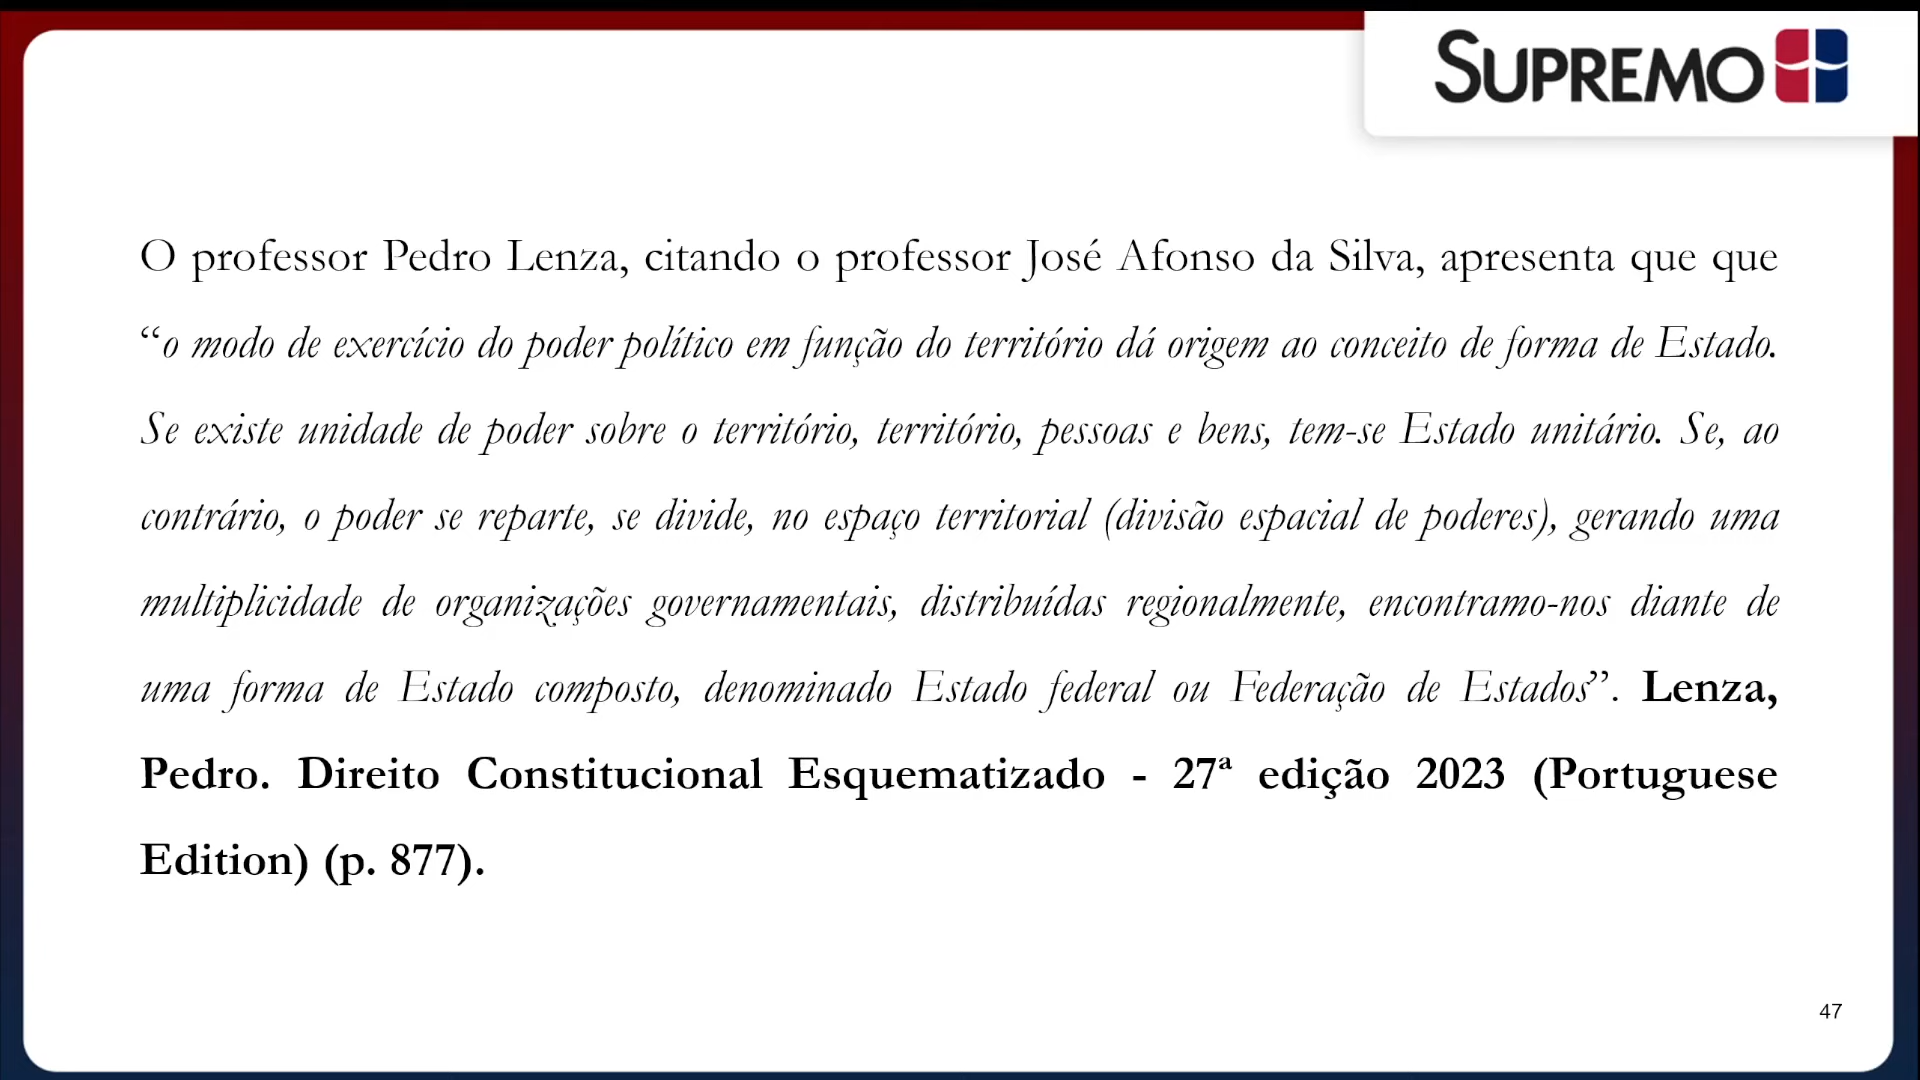 SUPREMO
O professor Pedro Lenza, citando o professor José Afonso da Silva, apresenta que que
“o modo de exercício do poder político em função do território dá origem ao conceito de forma de Estado.
Se existe unidade de poder sobre o território, território, pessoas e bens, tem-se Estado unitário. Se, ao
contrário, o poder se reparte, se divide, no espaço territorial (divisão espacial de poderes), gerando uma
multiplicidade de organizações governamentais, distribuídas regionalmente, encontramo-nos diante de
uma forma de Estado composto, denominado Estado federal ou Federação de Estados”. Lenza,
Pedro. Direito Constitucional Esquematizado - 27ª edição 2023 (Portuguese
Edition) (p. 877).
47